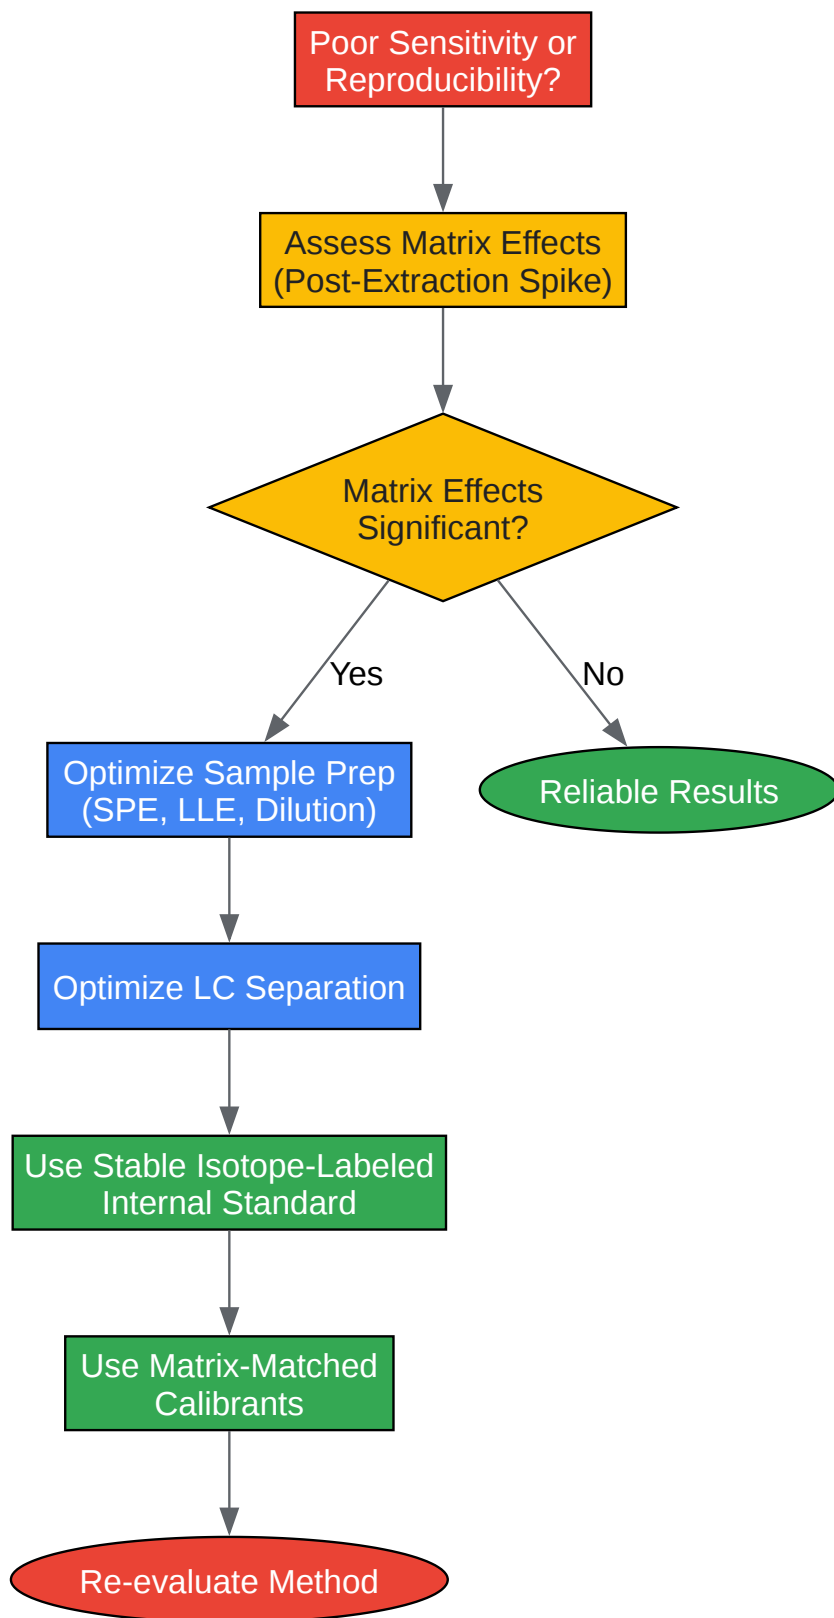 Poor Sensitivity or
Reproducibility?
Assess Matrix Effects
(Post-Extraction Spike)
Matrix Effects
Significant?
Yes
No
Optimize Sample Prep
(SPE, LLE, Dilution)
Reliable Results
Optimize LC Separation
Use Stable Isotope-Labeled
Internal Standard
Use Matrix-Matched
Calibrants
Re-evaluate Method